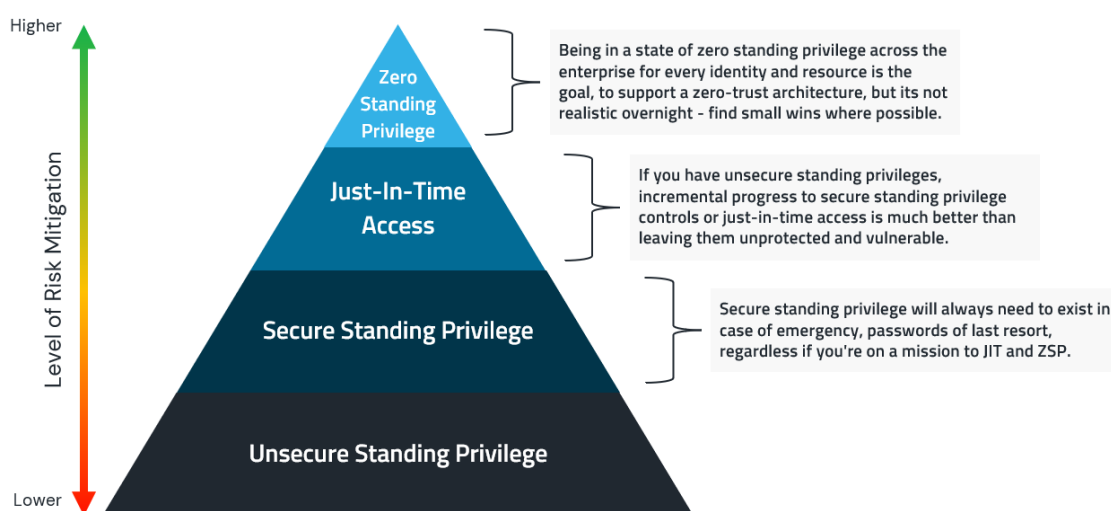 Higher
Level of Risk Mitigation
Lower
Zero
Standing
Privilege
Being in a state of zero standing privilege across the
enterprise for every identity and resource is the
goal, to support a zero-trust architecture, but its not
realistic overnight - find small wins where possible.
Just-In-Time
Access
If you have unsecure standing privileges,
incremental progress to secure standing privilege
controls or just-in-time access is much better than
leaving them unprotected and vulnerable.
Secure Standing Privilege
Secure standing privilege will always need to exist in
case of emergency, passwords of last resort,
regardless if you're on a mission to JIT and ZSP.
Unsecure Standing Privilege